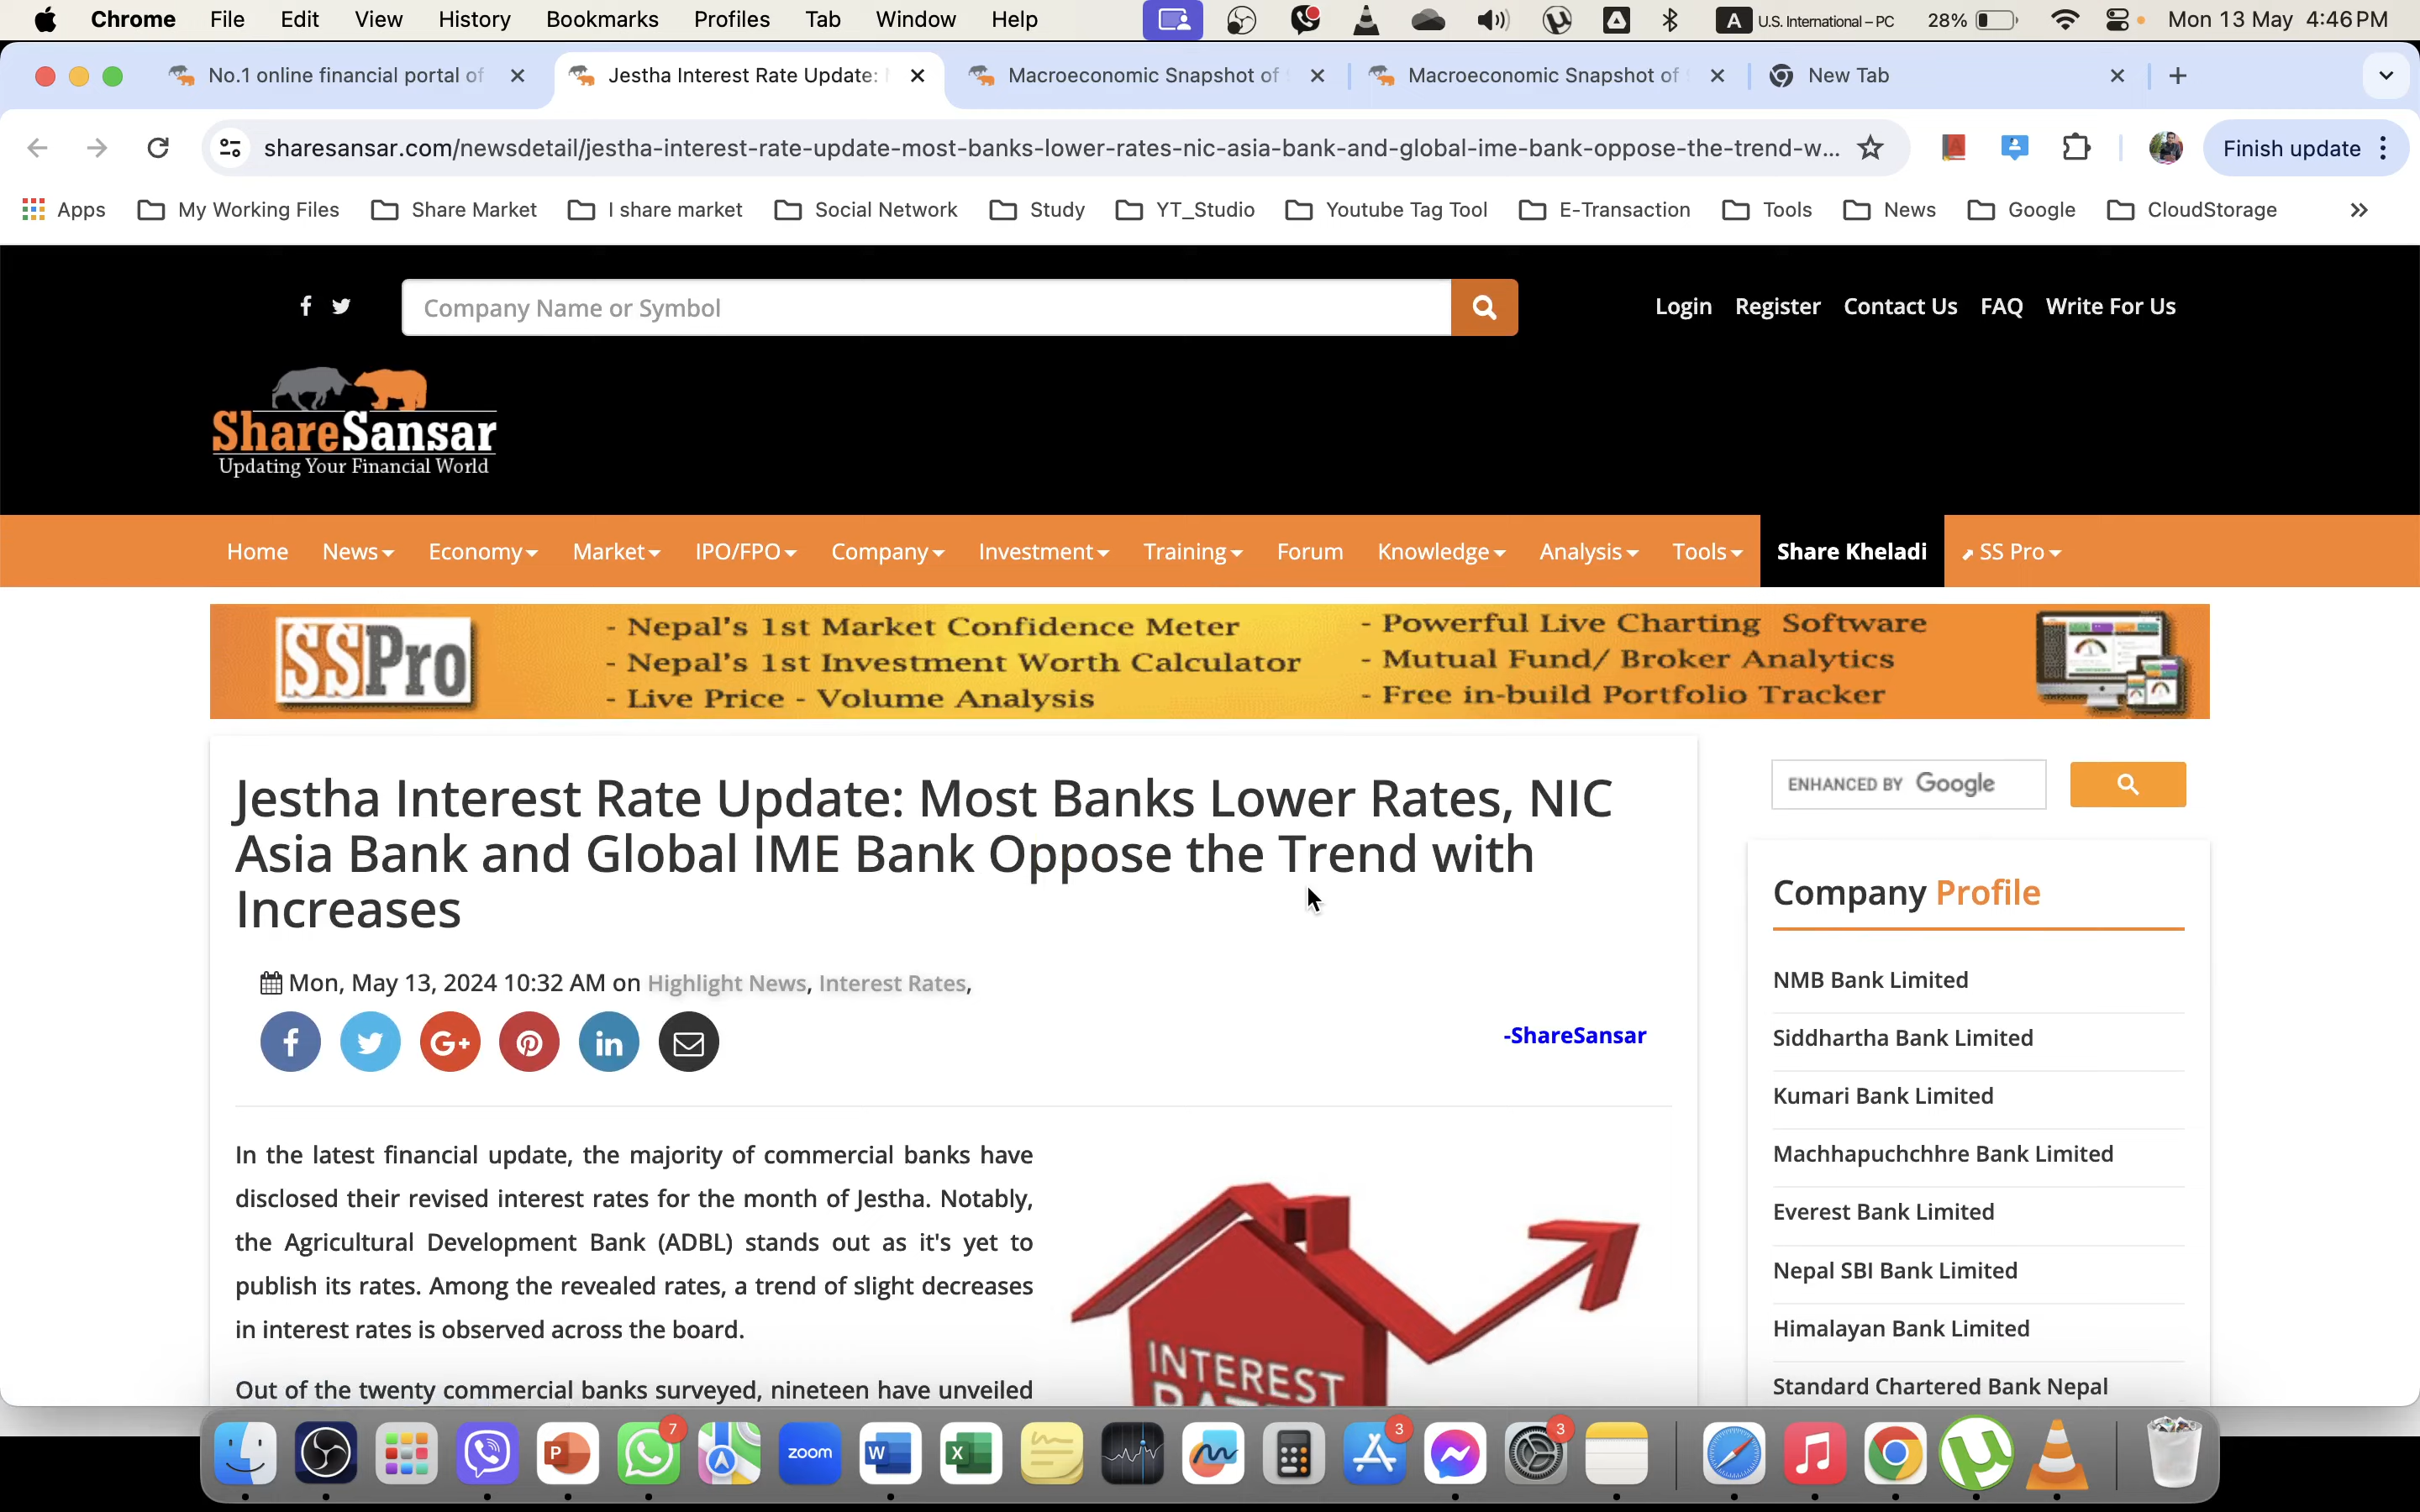 Chrome File Edit View History Bookmarks Profiles Tab Window Help A U.S. International – PC 28% Mon 13 May 4:46 PM
No.1 online financial portal of Jestha Interest Rate Update: Macroeconomic Snapshot of Macroeconomic Snapshot of New Tab
sharesansar.com/newsdetail/jestha-interest-rate-update-most-banks-lower-rates-nic-asia-bank-and-global-ime-bank-oppose-the-trend-w... Finish update
Apps My Working Files Share Market I share market Social Network Study YT_Studio Youtube Tag Tool E-Transaction Tools News Google CloudStorage
Company Name or Symbol
Login Register Contact Us FAQ Write For Us
ShareSansar
Updating Your Financial World
Home News Economy Market IPO/FPO Company Investment Training Forum Knowledge Analysis Tools Share Kheladi SS Pro
SSPro
- Nepal's 1st Market Confidence Meter
- Nepal's 1st Investment Worth Calculator
- Live Price - Volume Analysis
- Powerful Live Charting Software
- Mutual Fund/ Broker Analytics
- Free in-build Portfolio Tracker
Jestha Interest Rate Update: Most Banks Lower Rates, NIC
Asia Bank and Global IME Bank Oppose the Trend with
Increases
Mon, May 13, 2024 10:32 AM on Highlight News, Interest Rates,
-ShareSansar
In the latest financial update, the majority of commercial banks have
disclosed their revised interest rates for the month of Jestha. Notably,
the Agricultural Development Bank (ADBL) stands out as it's yet to
publish its rates. Among the revealed rates, a trend of slight decreases
in interest rates is observed across the board.
Out of the twenty commercial banks surveyed, nineteen have unveiled
INTEREST
ENHANCED BY Google
Company Profile
NMB Bank Limited
Siddhartha Bank Limited
Kumari Bank Limited
Machhapuchchhre Bank Limited
Everest Bank Limited
Nepal SBI Bank Limited
Himalayan Bank Limited
Standard Chartered Bank Nepal
7 zoom 3 3